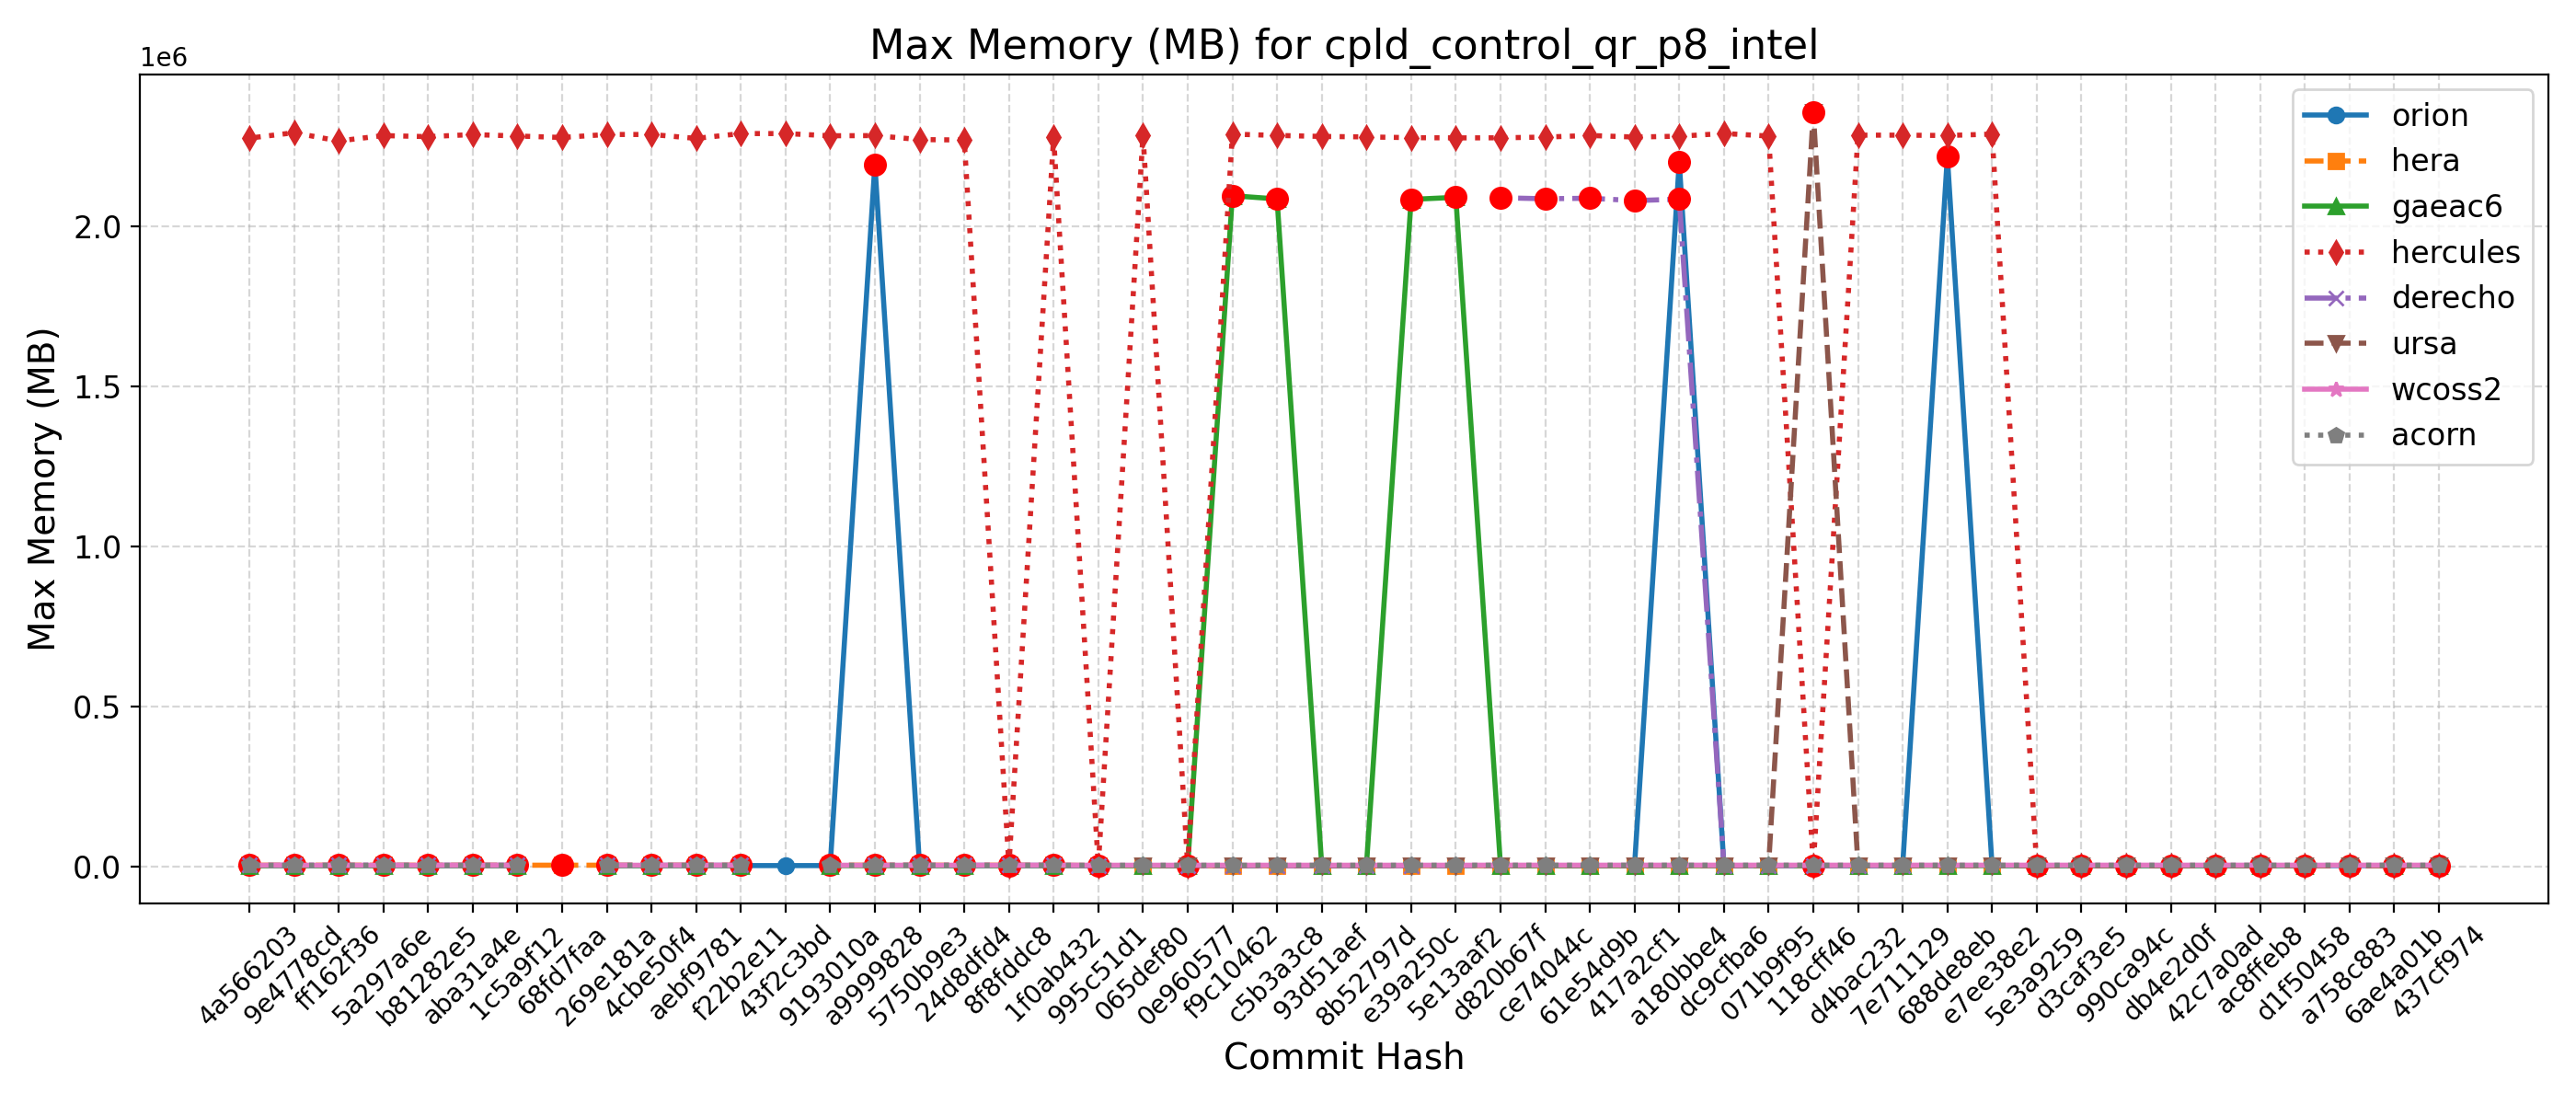 Max Memory (MB) for cpld_control_qr_p8_intel
1e6
2.0
1.5
1.0
0.5
0.0
Max Memory (MB)
orion
hera
gaeac6
hercules
derecho
ursa
wcoss2
acorn
4a566203
9e4778cd
ff162f36
5a297a6e
b81282e5
aba31a4e
1c5a9f12
68fd7faa
269e181a
4cbe50f4
aebf9781
f22b2e11
43f2c3bd
9193010a
a9999828
5750b9e3
24d8dfd4
8f8fddc8
1f0ab432
995c51d1
065def80
0e960577
f9c10462
c5b3a3c8
93d51aef
8b52797d
e39a250c
5e13aaf2
d820b67f
ce74044c
61e54d9b
417a2cf1
a180bbe4
dc9cfba6
071b9f95
118cff46
d4bac232
7e711129
688de8eb
e7ee38e2
5e3a9259
d3caf3e5
990ca94c
db4e2d0f
42c7a0ad
ac8ffeb8
d1f50458
a758c883
6ae4a01b
437cf974
Commit Hash